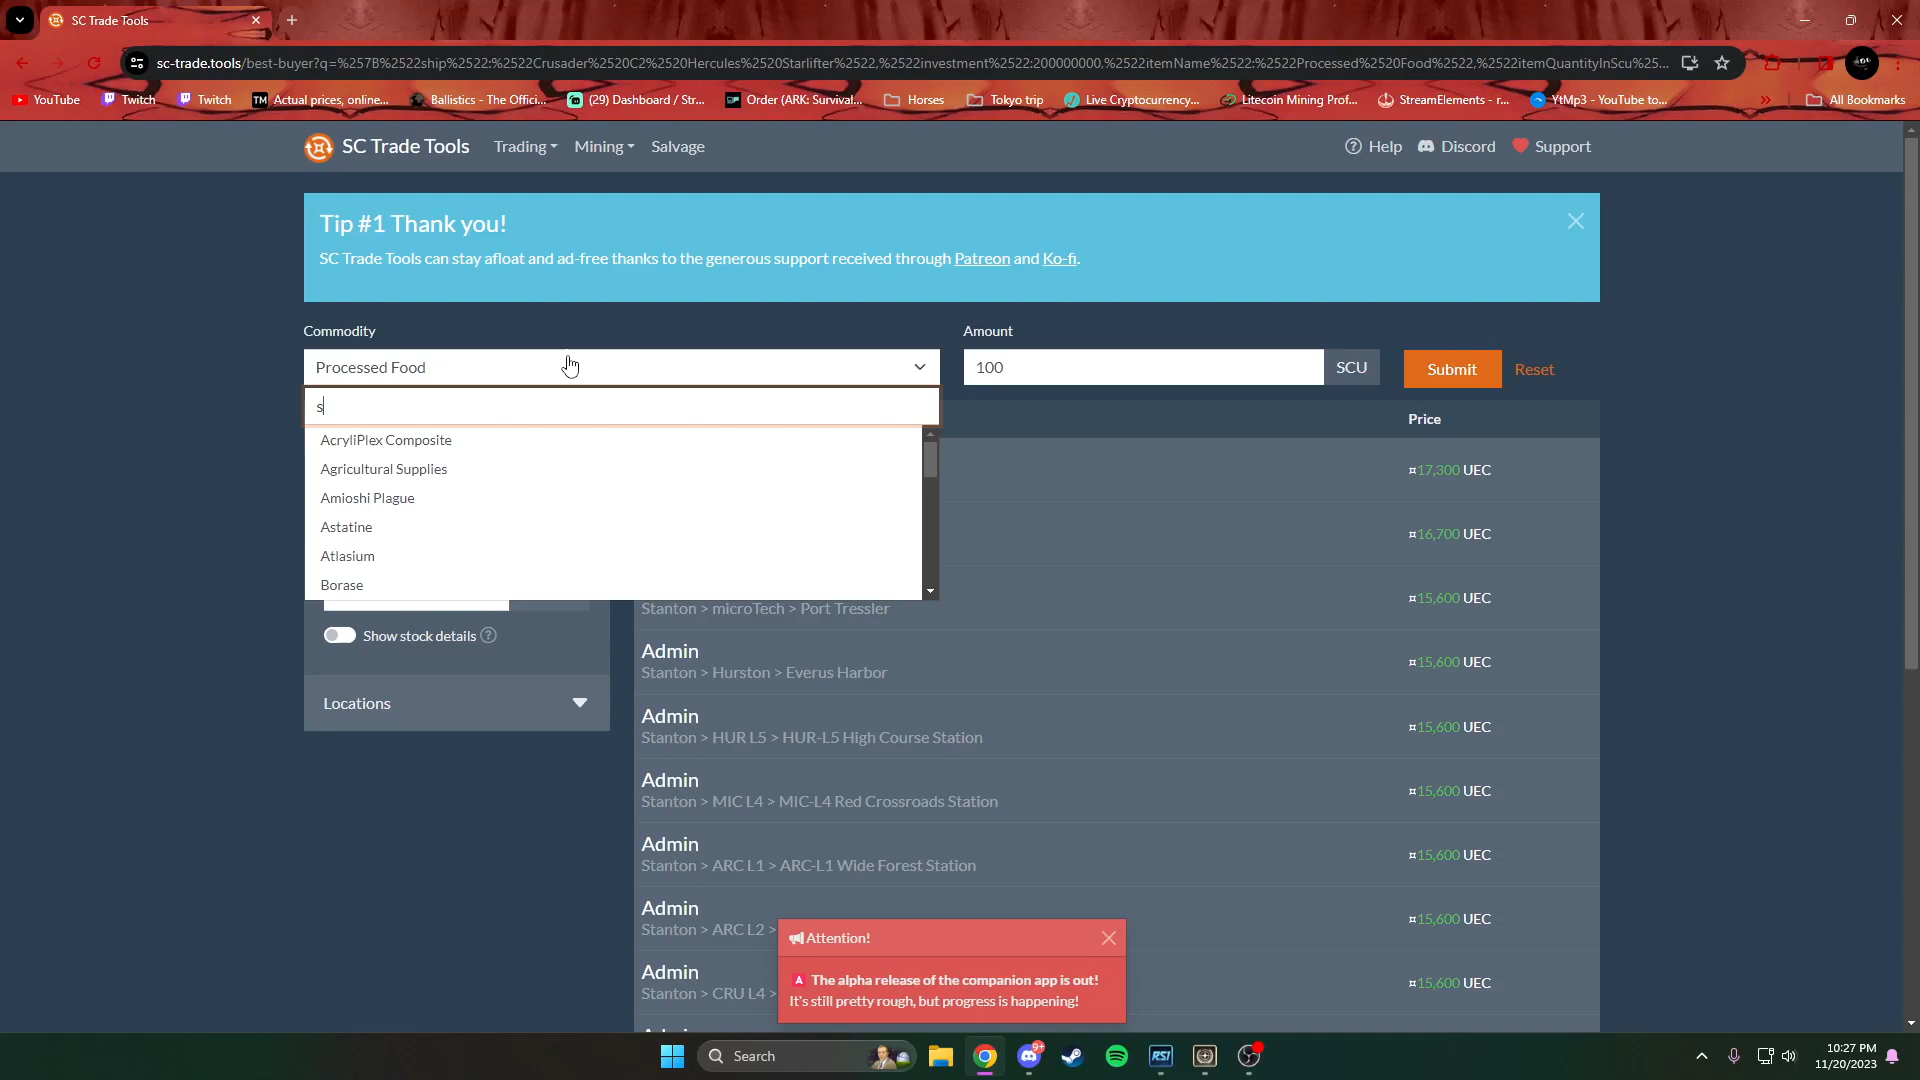 SC Trade Tools
sc-trade.tools/best-buyer?q=%257B%2522ship%2522:%2522Crusader%2520C2%2520Hercules%2520Starlifter%2522,%2522investment%2522:200000000,%2522itemName%2522:%2522Processed%2520Food%2522,%2522itemQuantityInScu%2522...
YouTube Twitch Twitch TM Actual prices, online... Ballistics - The Offici... (29) Dashboard / Str... Order (ARK: Survival... Horses Tokyo trip Live Cryptocurrency... Litecoin Mining Prof... StreamElements - r... YtMp3 - YouTube to... » All Bookmarks
SC Trade Tools Trading Mining Salvage Help Discord Support
Tip #1 Thank you!
SC Trade Tools can stay afloat and ad-free thanks to the generous support received through Patreon and Ko-fi.
Commodity Amount
Processed Food 100 SCU Submit Reset
s
Price
AcryliPlex Composite
Agricultural Supplies
¤17,300 UEC
Amioshi Plague
Astatine
¤16,700 UEC
Atlasium
Borase
¤15,600 UEC
Stanton > microTech > Port Tressler
Show stock details ?
Admin
Stanton > Hurston > Everus Harbor
¤15,600 UEC
Locations
Admin
Stanton > HUR L5 > HUR-L5 High Course Station
¤15,600 UEC
Admin
Stanton > MIC L4 > MIC-L4 Red Crossroads Station
¤15,600 UEC
Admin
Stanton > ARC L1 > ARC-L1 Wide Forest Station
¤15,600 UEC
Admin
Stanton > ARC L2 >
¤15,600 UEC
Admin
Stanton > CRU L4 >
¤15,600 UEC
Attention!
A The alpha release of the companion app is out!
It's still pretty rough, but progress is happening!
Search 9+ RSI 10:27 PM
11/20/2023